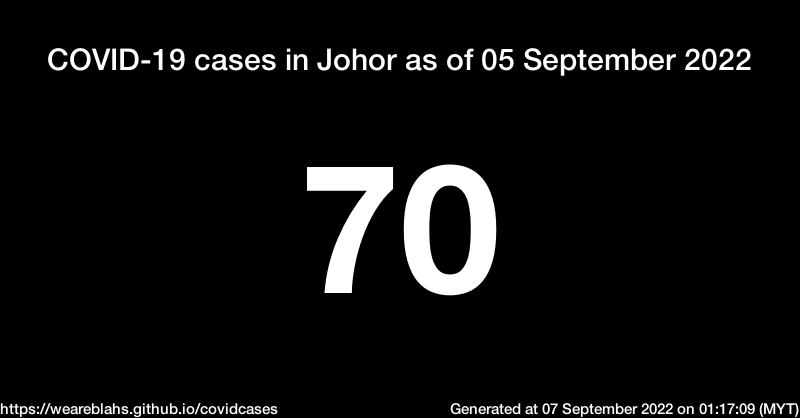 COVID-19 cases in Johor as of 05 September 2022
70
https://weareblahs.github.io/covidcases
Generated at 07 September 2022 on 01:17:09 (MYT)